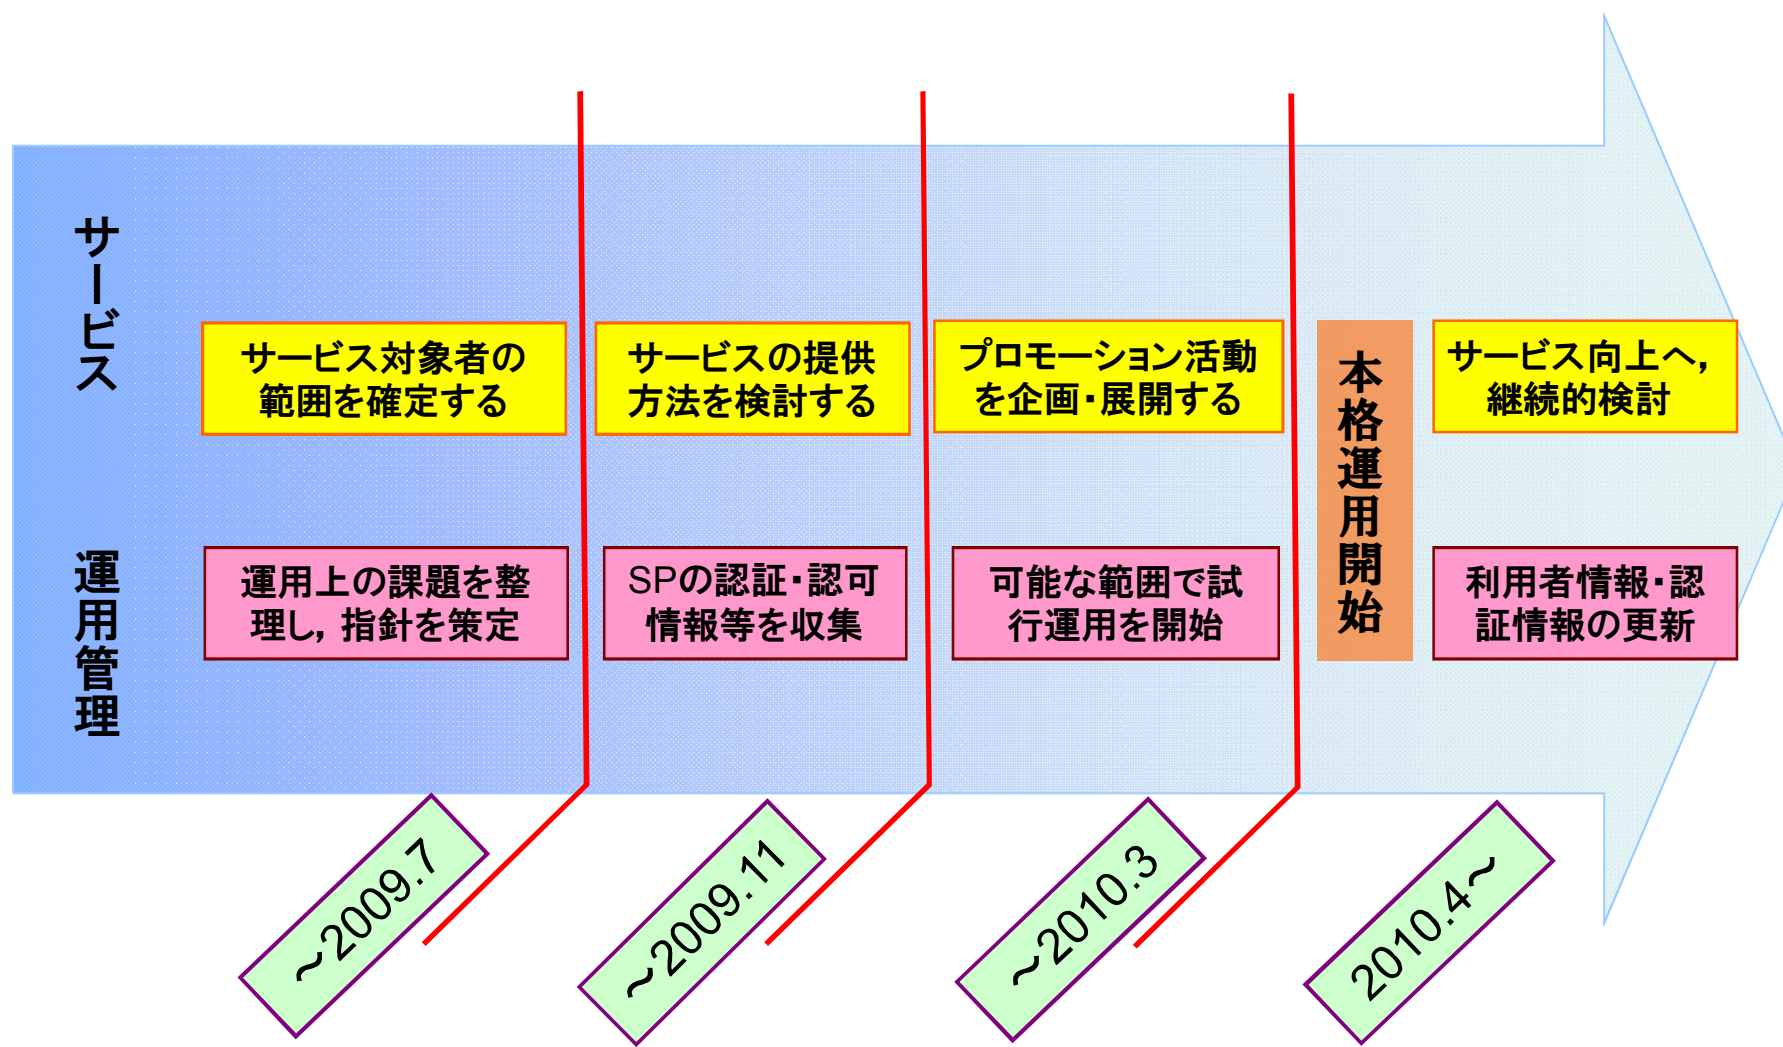 サービス
サービス対象者の
範囲を確定する
サービスの提供
方法を検討する
プロモーション活動
を企画・展開する
本格運用開始
サービス向上へ，
継続的検討
運用管理
運用上の課題を整
理し，指針を策定
SPの認証・認可
情報等を収集
可能な範囲で試
行運用を開始
利用者情報・認
証情報の更新
～2009.7
～2009.11
～2010.3
2010.4～